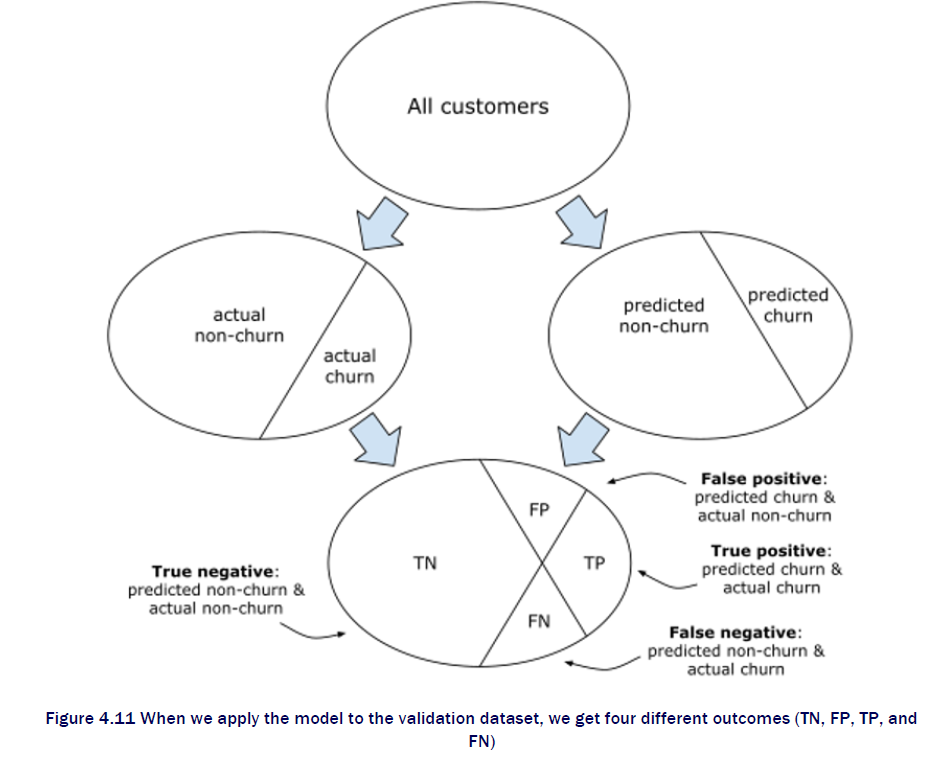 All customers
actual
non-churn
actual
churn
predicted
non-churn
predicted
churn
FP
TN
TP
FN
False positive:
predicted churn &
actual non-churn
True positive:
predicted churn &
actual churn
True negative:
predicted non-churn &
actual non-churn
False negative:
predicted non-churn &
actual churn
Figure 4.11 When we apply the model to the validation dataset, we get four different outcomes (TN, FP, TP, and
FN)